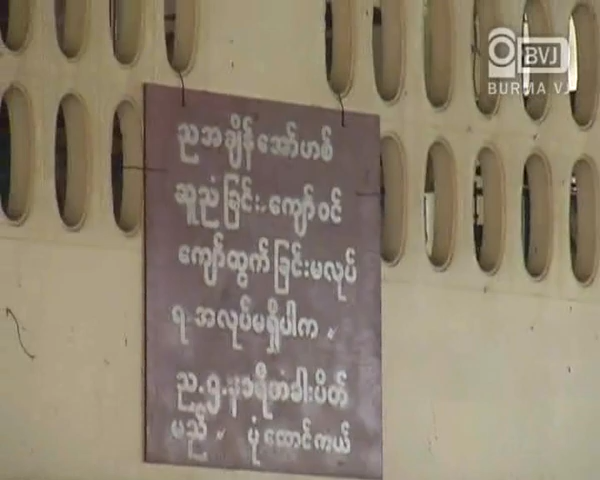 BVJ
BURMA VJ
ညအချိန်အော်ဟစ်
ဆူညံခြင်း၊ ကျော်ဝင်
ကျော်ထွက်ခြင်းမလုပ်
ရ။ အလုပ်မရှိပါက ။
ည.၇.နာရီတံခါးပိတ်
မည် ။ ပုံထောင်ကယ်